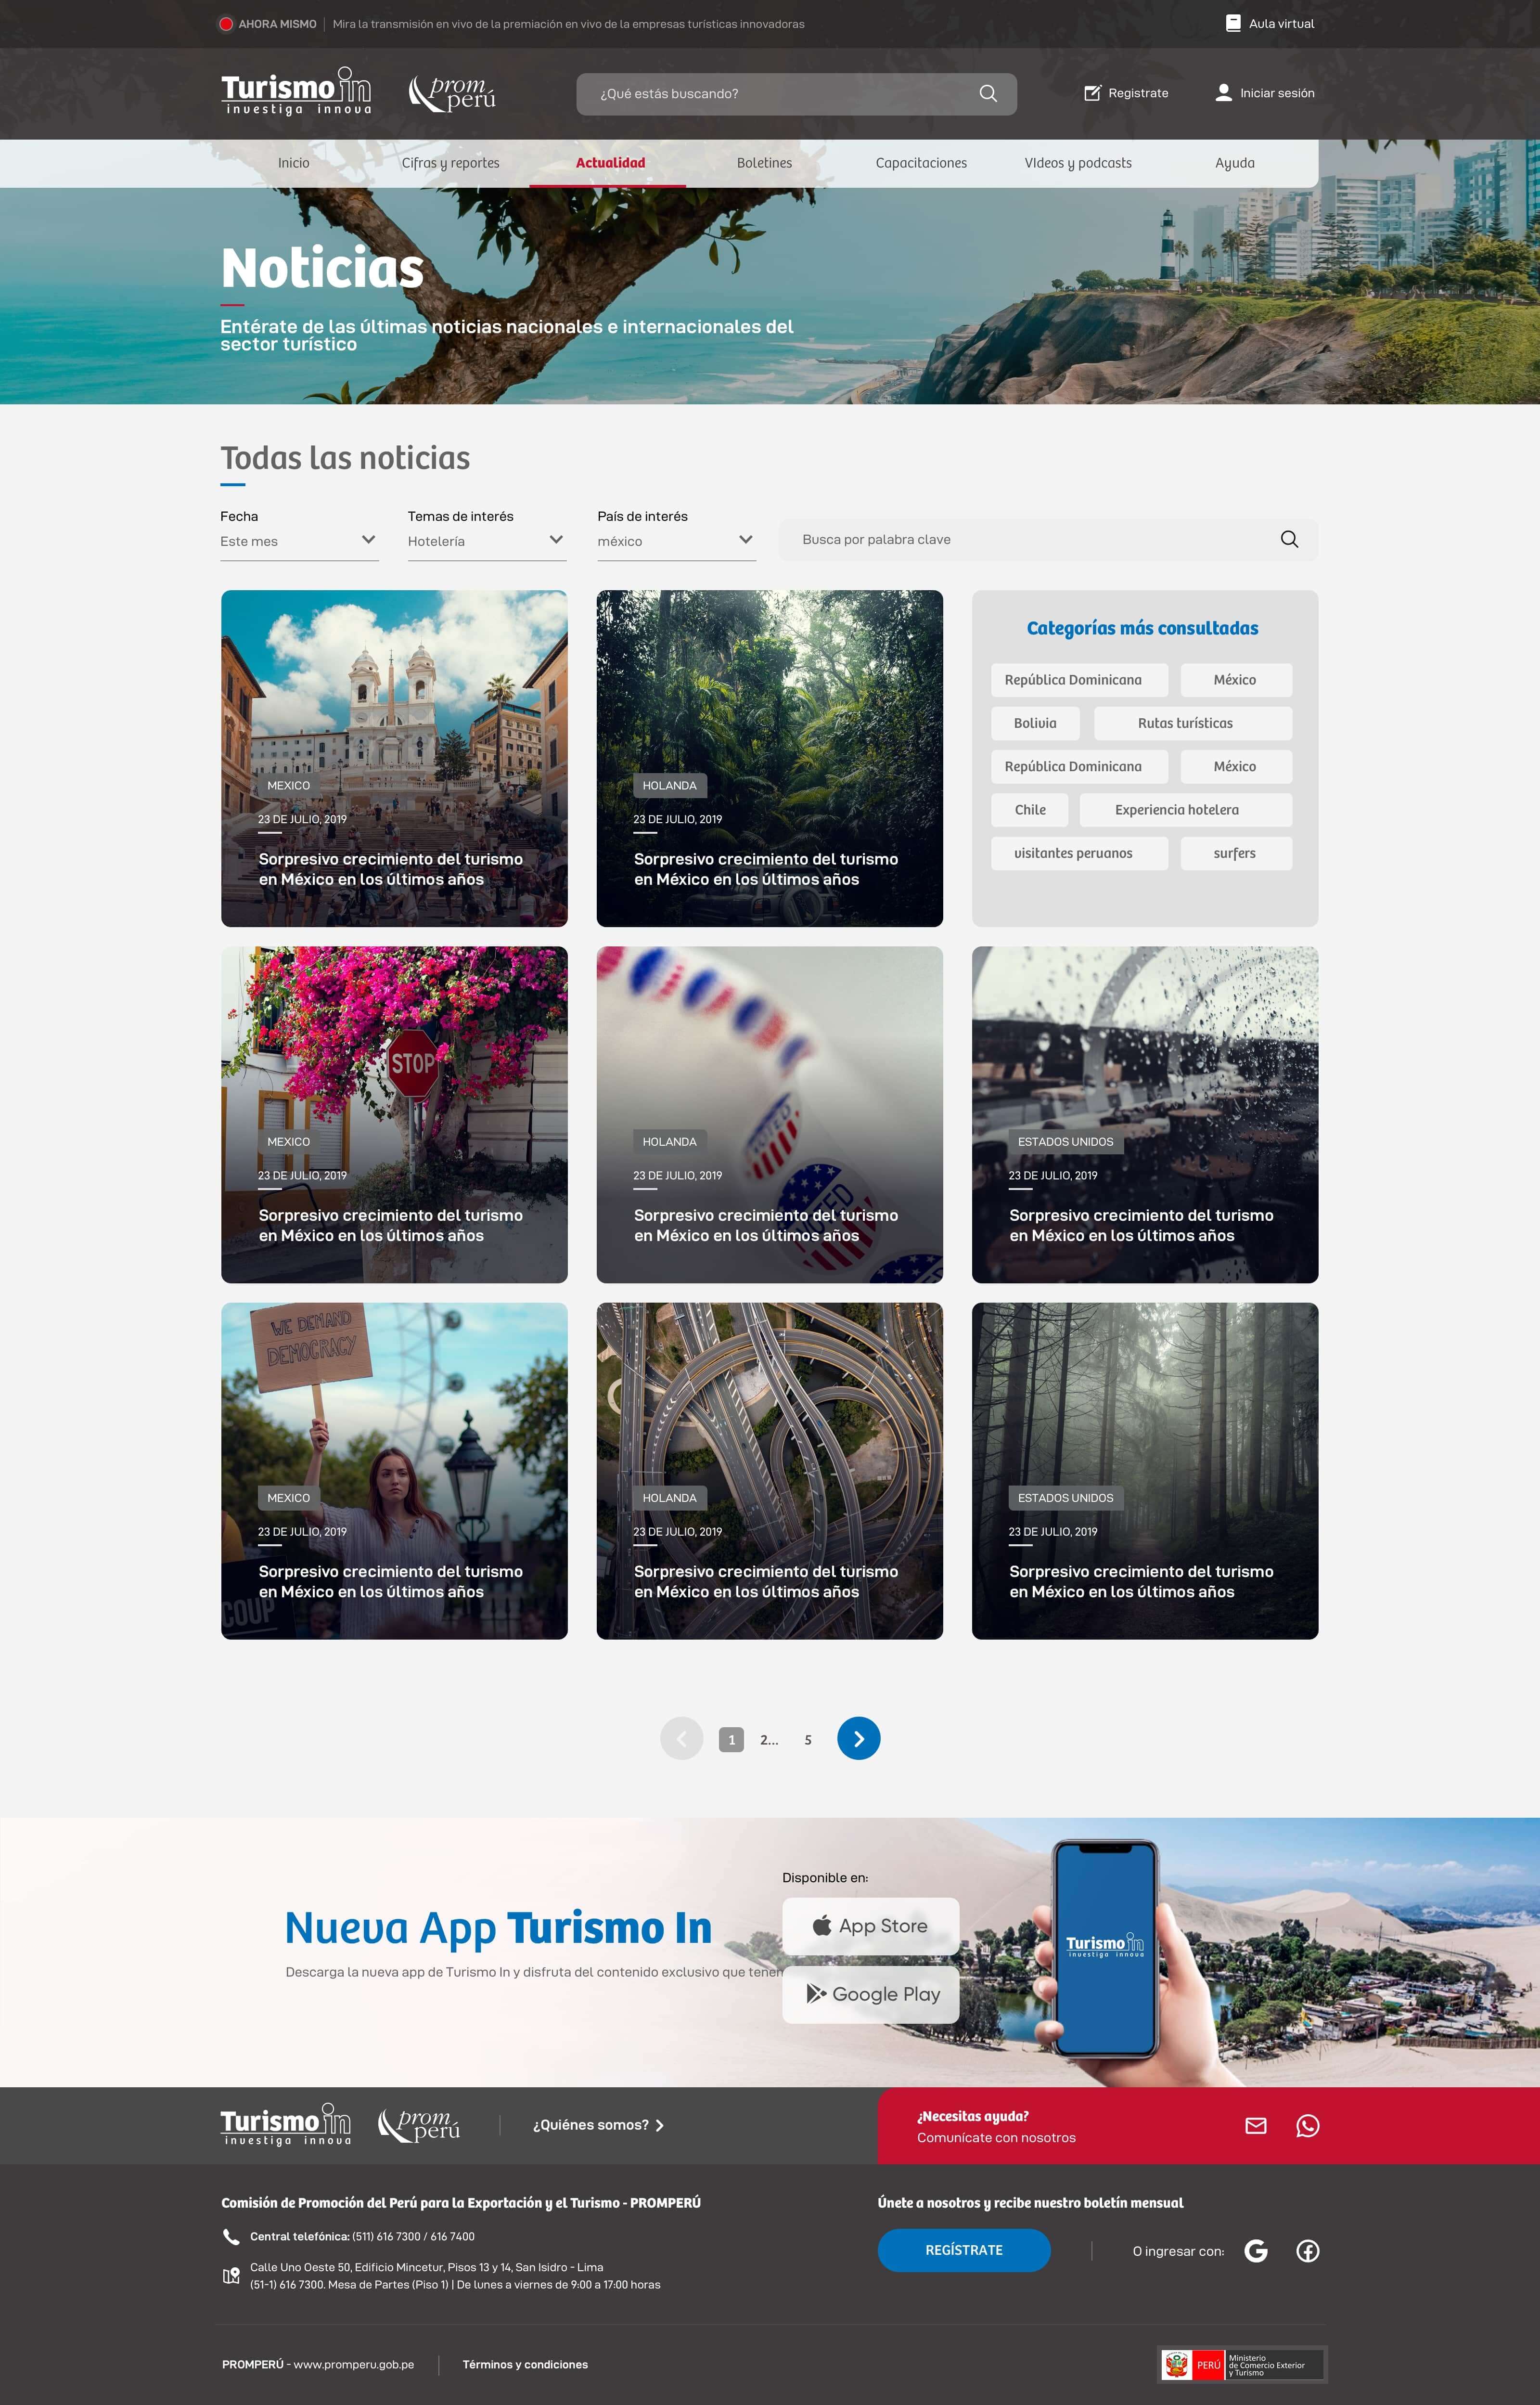 AHORA MISMO | Mira la transmisión en vivo de la premiación en vivo de la empresas turísticas innovadoras
Aula virtual
Turismo in
investiga innova
prom
perú
¿Qué estás buscando?
Registrate
Iniciar sesión
Inicio
Cifras y reportes
Actualidad
Boletines
Capacitaciones
VIdeos y podcasts
Ayuda
Noticias
Entérate de las últimas noticias nacionales e internacionales del
sector turístico
Todas las noticias
Fecha
Este mes
Temas de interés
Hotelería
País de interés
méxico
Busca por palabra clave
MEXICO
23 DE JULIO, 2019
Sorpresivo crecimiento del turismo
en México en los últimos años
HOLANDA
23 DE JULIO, 2019
Sorpresivo crecimiento del turismo
en México en los últimos años
Categorías más consultadas
República Dominicana
México
Bolivia
Rutas turísticas
República Dominicana
México
Chile
Experiencia hotelera
visitantes peruanos
surfers
STOP
MEXICO
23 DE JULIO, 2019
Sorpresivo crecimiento del turismo
en México en los últimos años
VOTED
VOTED
HOLANDA
23 DE JULIO, 2019
Sorpresivo crecimiento del turismo
en México en los últimos años
ESTADOS UNIDOS
23 DE JULIO, 2019
Sorpresivo crecimiento del turismo
en México en los últimos años
WE DEMAND
DEMOCRACY
COUP
MEXICO
23 DE JULIO, 2019
Sorpresivo crecimiento del turismo
en México en los últimos años
HOLANDA
23 DE JULIO, 2019
Sorpresivo crecimiento del turismo
en México en los últimos años
ESTADOS UNIDOS
23 DE JULIO, 2019
Sorpresivo crecimiento del turismo
en México en los últimos años
1
2...
5
Nueva App Turismo In
Descarga la nueva app de Turismo In y disfruta del contenido exclusivo que tenen
Disponible en:
App Store
Google Play
Turismo in
investiga innova
Turismo in
investiga innova
prom
perú
¿Quiénes somos?
¿Necesitas ayuda?
Comunícate con nosotros
Comisión de Promoción del Perú para la Exportación y el Turismo - PROMPERÚ
Central telefónica: (511) 616 7300 / 616 7400
Calle Uno Oeste 50, Edificio Mincetur, Pisos 13 y 14, San Isidro - Lima
(51-1) 616 7300. Mesa de Partes (Piso 1) | De lunes a viernes de 9:00 a 17:00 horas
Únete a nosotros y recibe nuestro boletín mensual
REGÍSTRATE
O ingresar con:
PROMPERÚ - www.promperu.gob.pe
Términos y condiciones
PERÚ
Ministerio
de Comercio Exterior
y Turismo